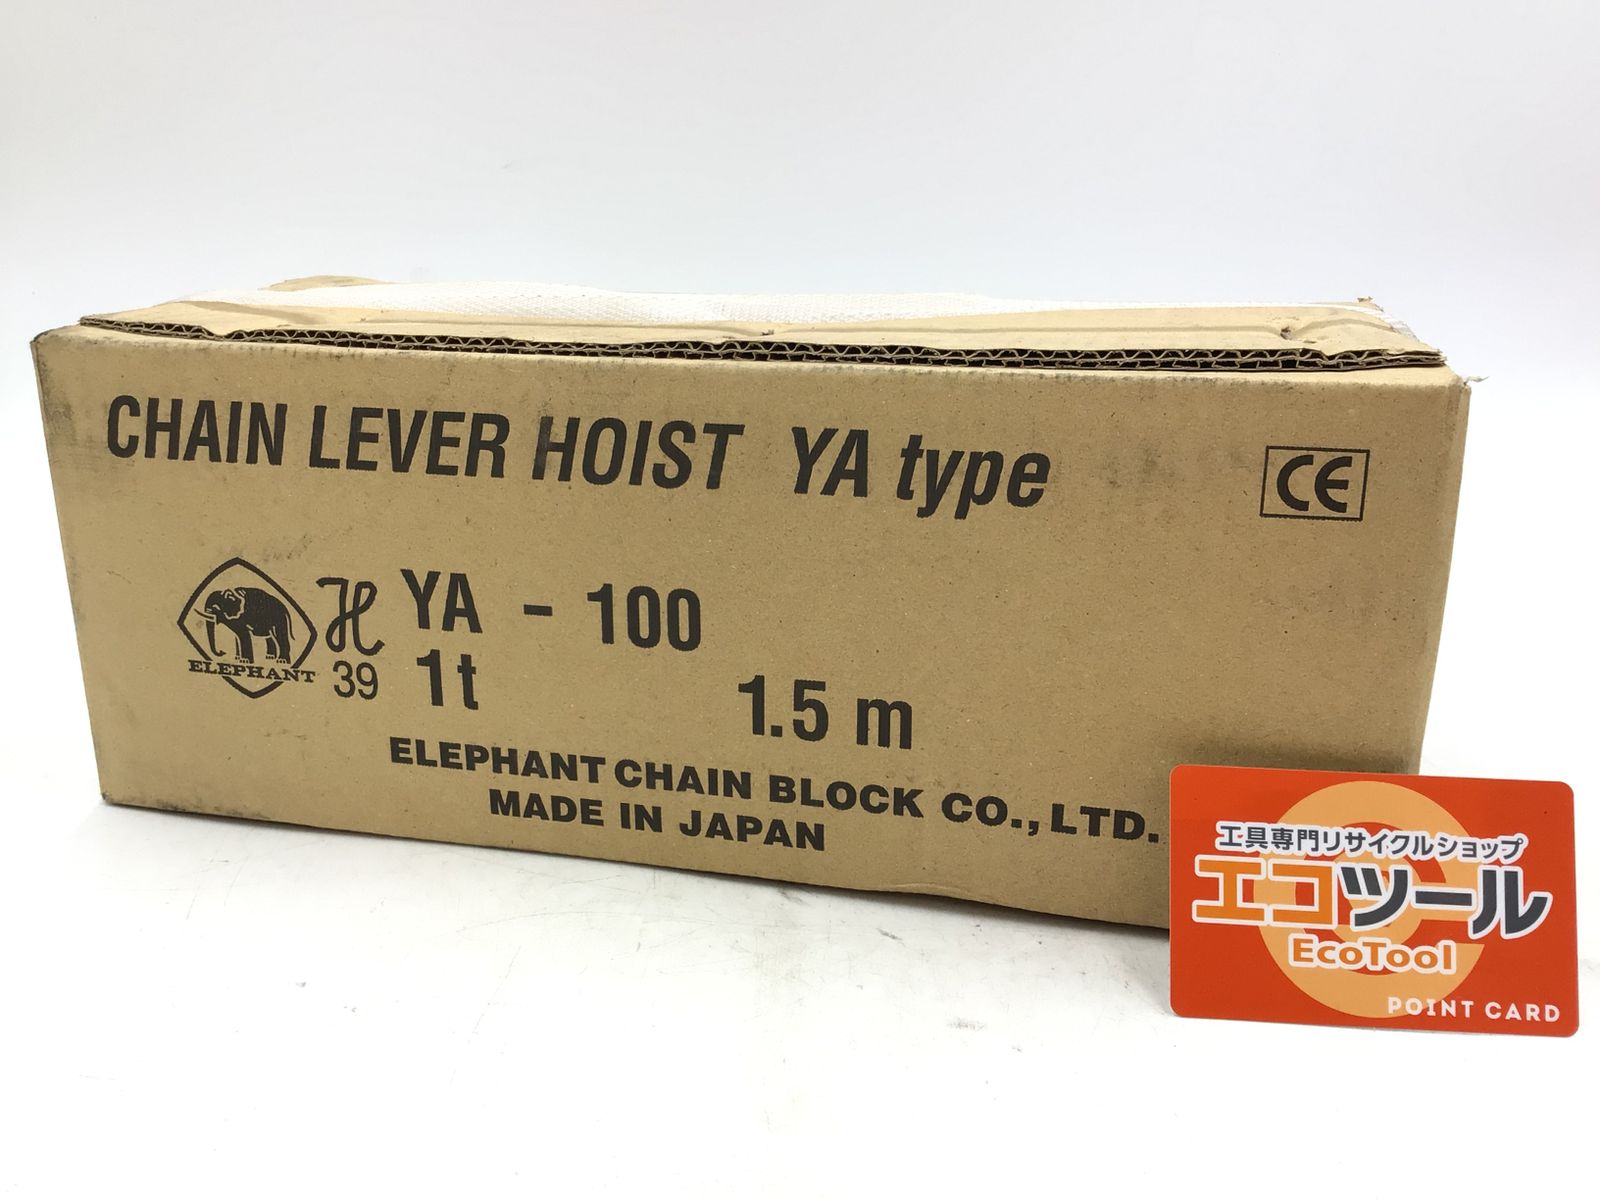 CHAIN LEVER HOIST YA type
CE
ELEPHANT
H
39
YA - 100
1t
1.5 m
ELEPHANT CHAIN BLOCK CO., LTD.
MADE IN JAPAN
工具専門リサイクルショップ
エコツール
EcoTool
POINT CARD